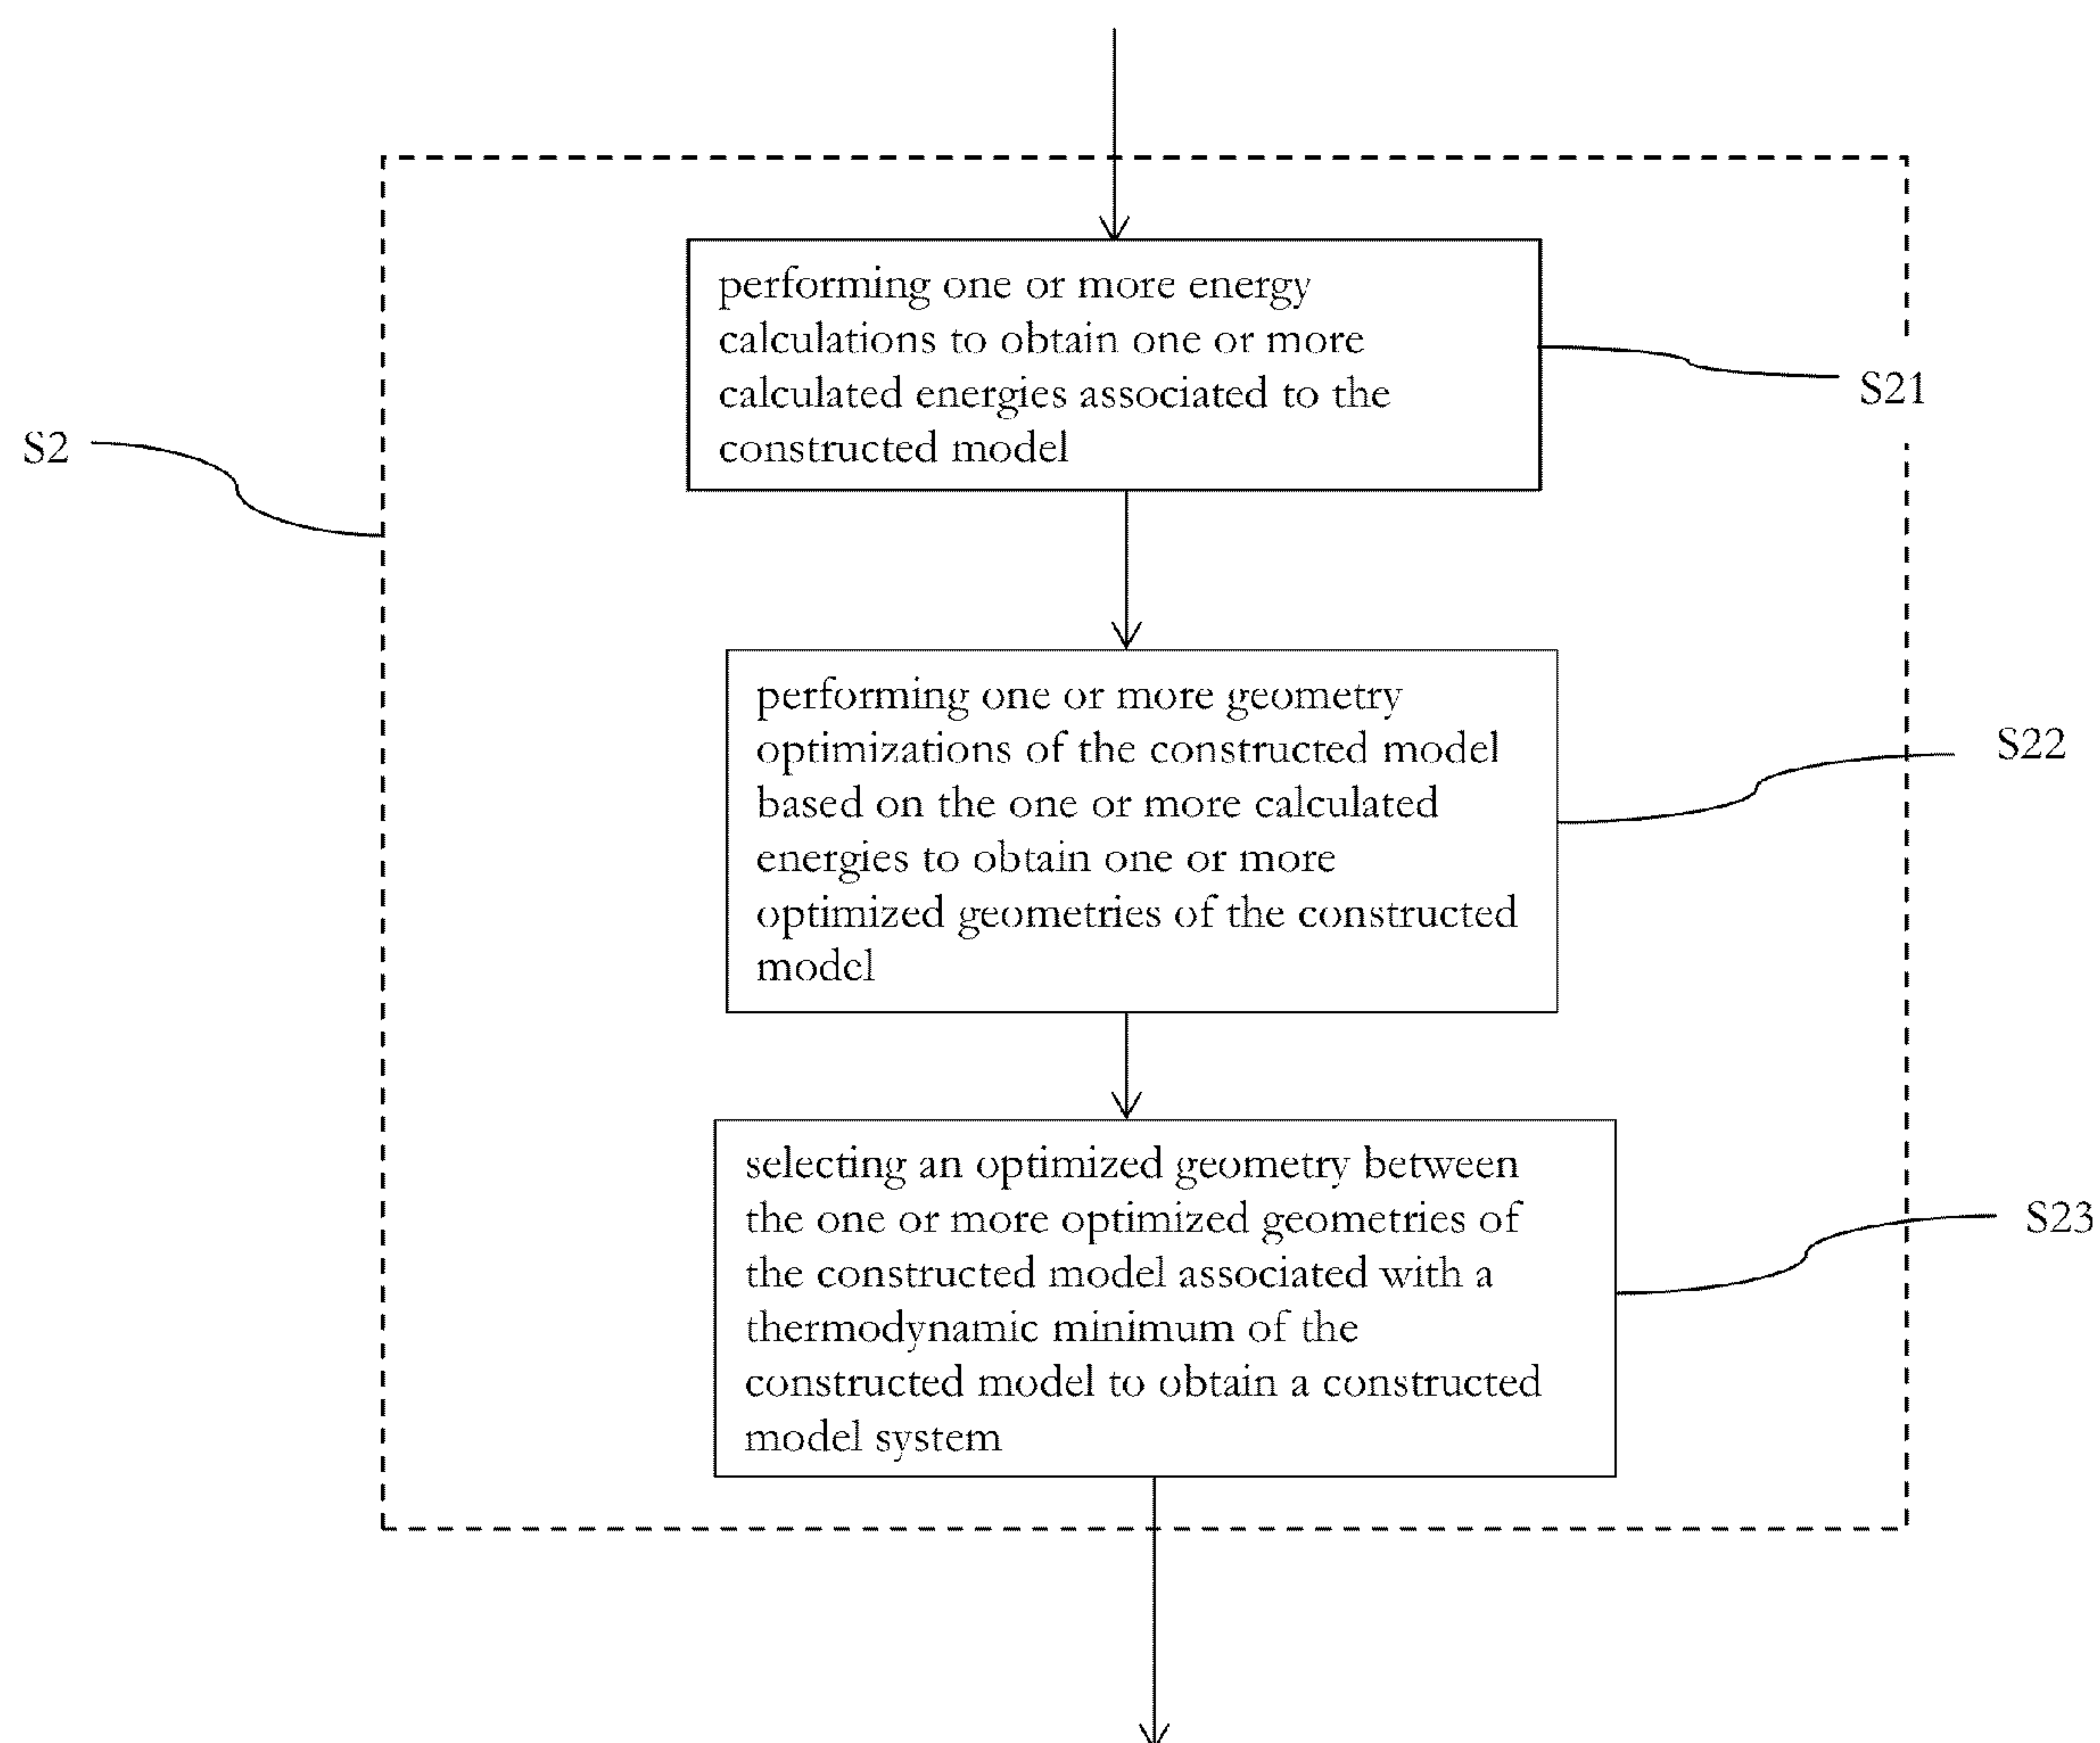 performing one or more energy
calculations to obtain one or more
calculated energies associated to the
constructed model
S21
S2
performing one or more geometry
optimizations of the constructed model
based on the one or more calculated
energies to obtain one or more
optimized geometries of the constructed
model
S22
selecting an optimized geometry between
the one or more optimized geometries of
the constructed model associated with a
thermodynamic minimum of the
constructed model to obtain a constructed
model system
S23